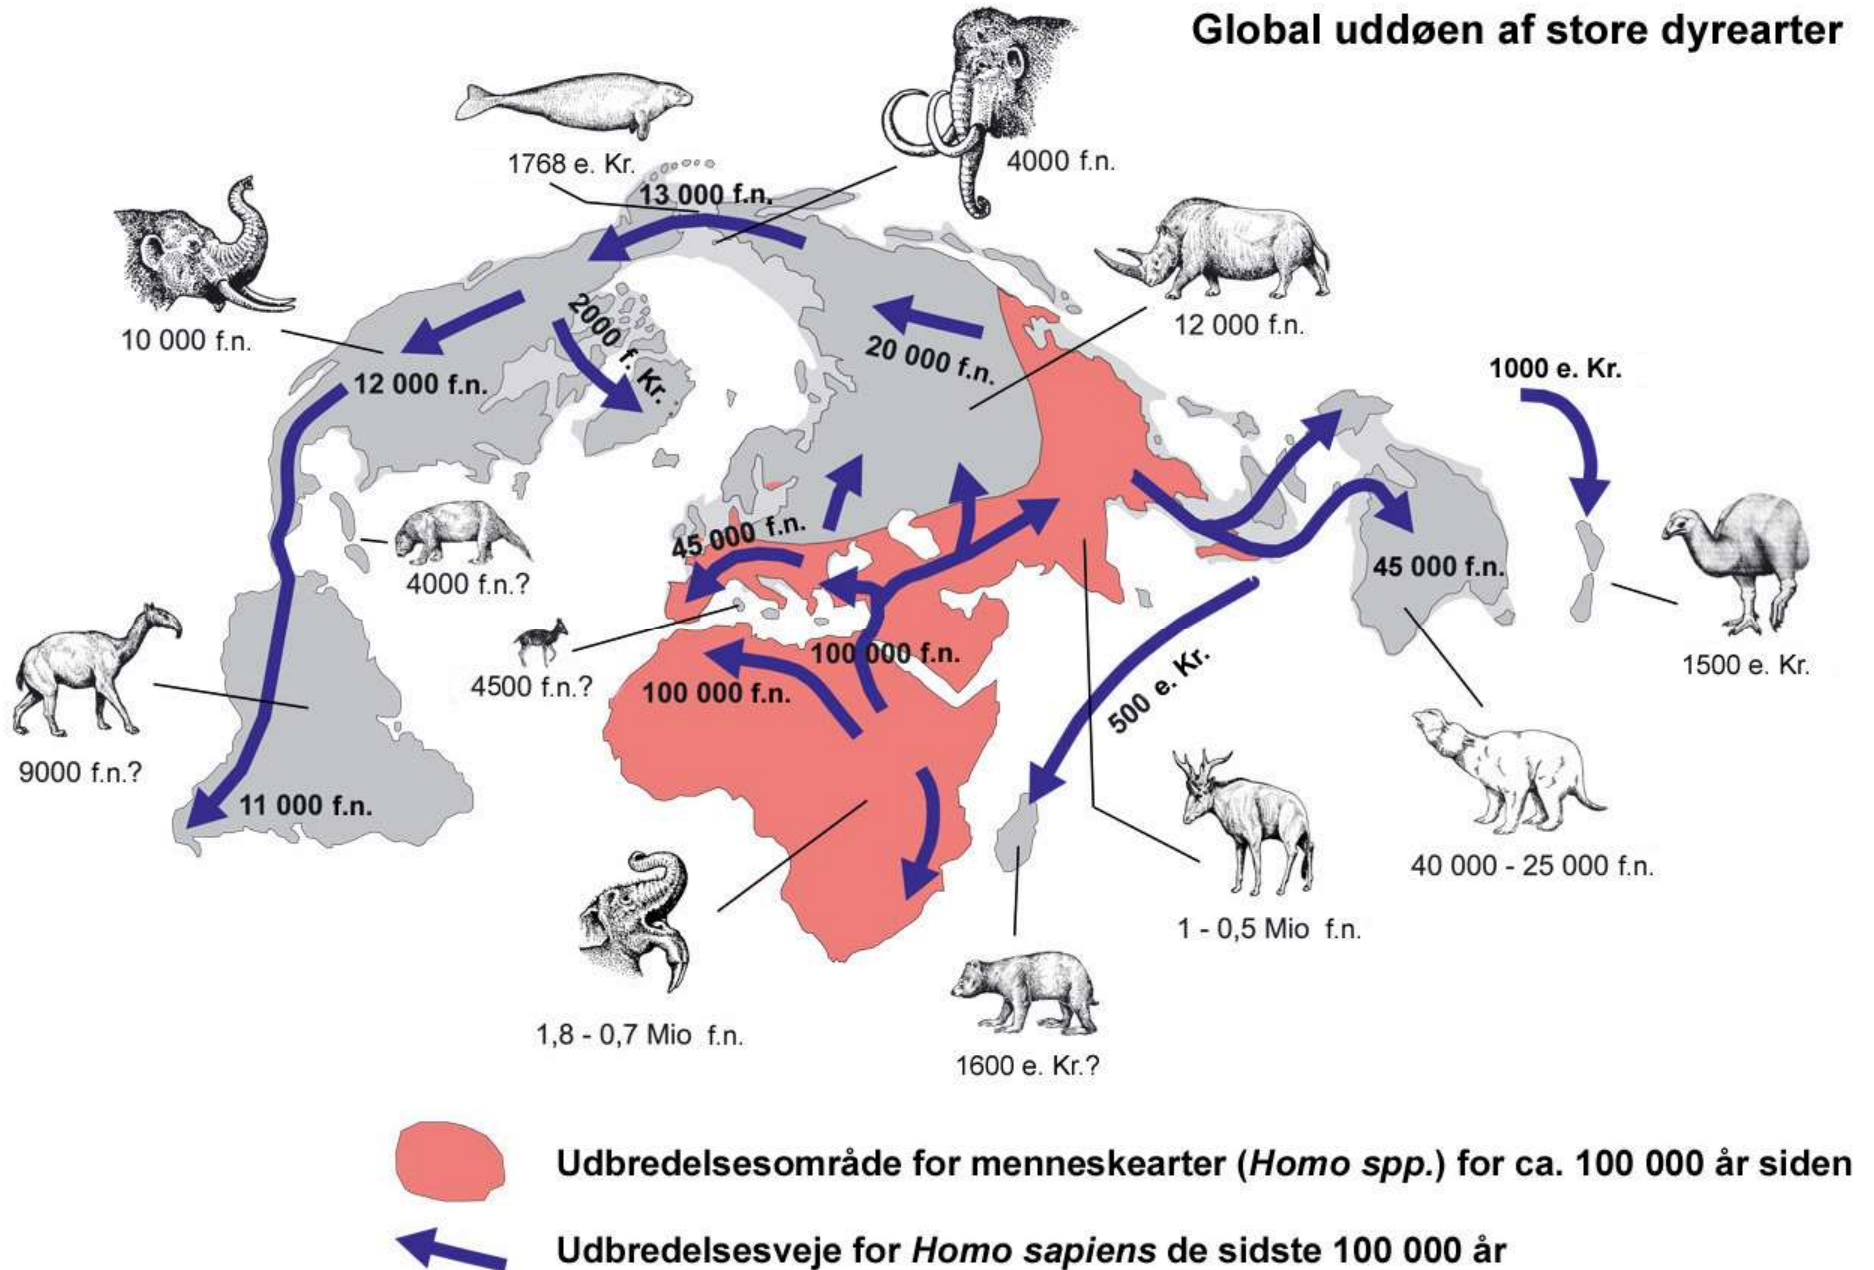 Global uddøen af store dyrearter
1768 e. Kr.
4000 f.n.
13 000 f.n.
10 000 f.n.
12 000 f.n.
2000 f. Kr.
20 000 f.n.
12 000 f.n.
1000 e. Kr.
45 000 f.n.
4000 f.n.?
45 000 f.n.
1500 e. Kr.
4500 f.n.?
100 000 f.n.
100 000 f.n.
500 e. Kr.
9000 f.n.?
11 000 f.n.
40 000 - 25 000 f.n.
1 - 0,5 Mio f.n.
1,8 - 0,7 Mio f.n.
1600 e. Kr.?
Udbredelsesområde for menneskearter (Homo spp.) for ca. 100 000 år siden
Udbredelsesveje for Homo sapiens de sidste 100 000 år